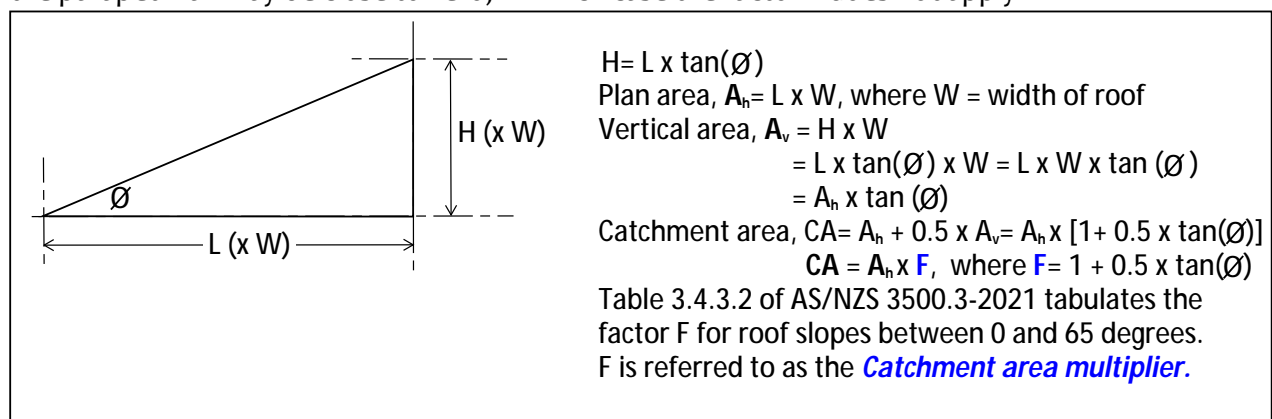 H (x W)
Ø
L (x W)
H= L x tan(Ø)
Plan area, Aₕ= L x W, where W = width of roof
Vertical area, Aᵥ = H x W
= L x tan(Ø) x W = L x W x tan (Ø )
= Aₕ x tan (Ø)
Catchment area, CA= Aₕ + 0.5 x Aᵥ= Aₕ x [1+ 0.5 x tan(Ø)]
CA = Aₕ x F, where F= 1 + 0.5 x tan(Ø)
Table 3.4.3.2 of AS/NZS 3500.3-2021 tabulates the
factor F for roof slopes between 0 and 65 degrees.
F is referred to as the Catchment area multiplier.